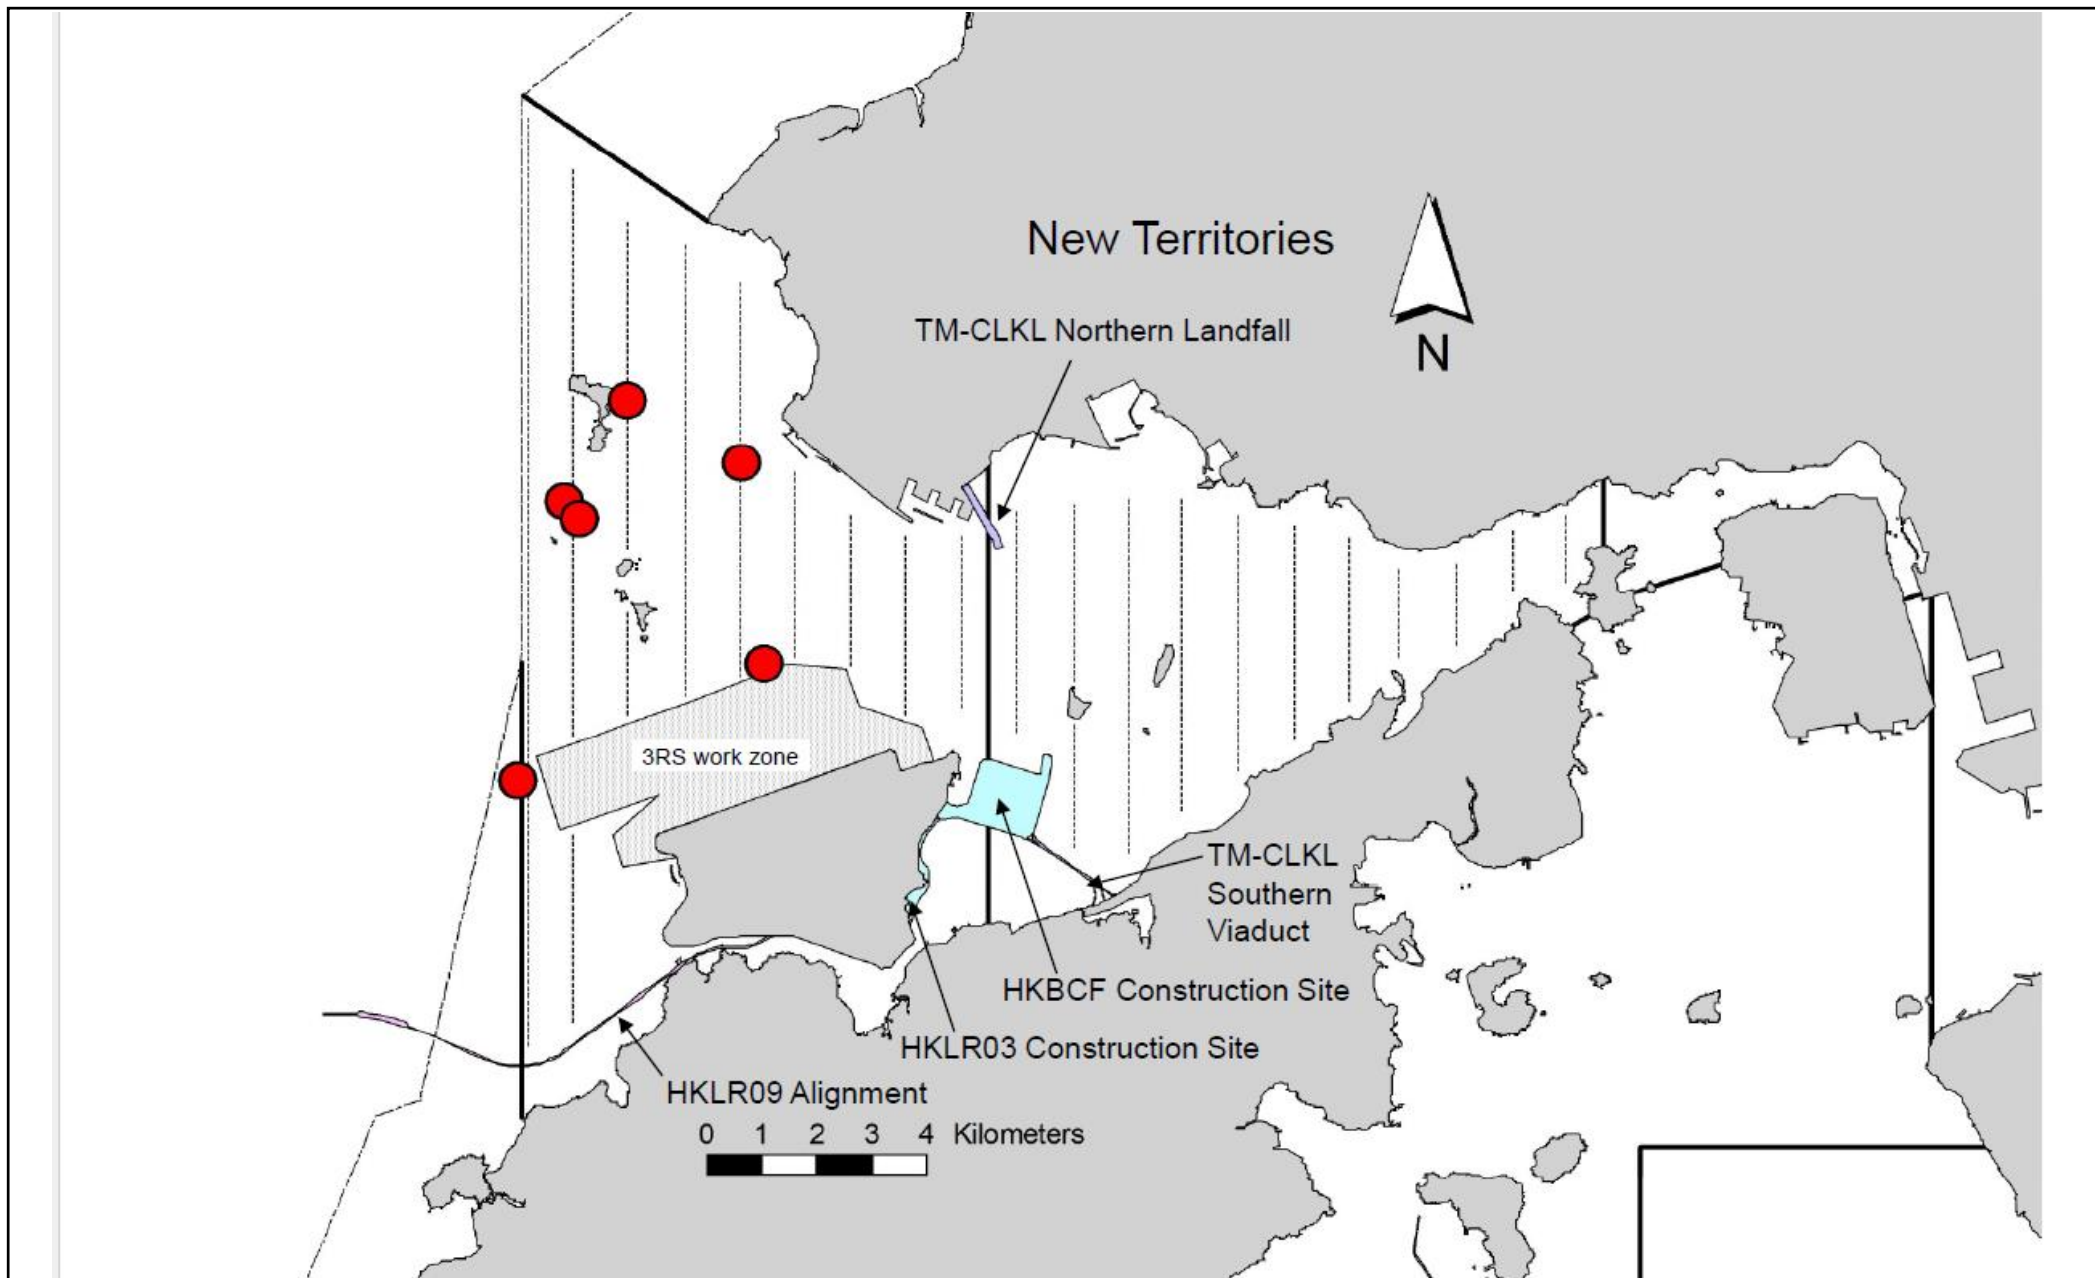 New Territories
TM-CLKL Northern Landfall
N
3RS work zone
TM-CLKL
Southern
Viaduct
HKBCF Construction Site
HKLR03 Construction Site
HKLR09 Alignment
0 1 2 3 4 Kilometers